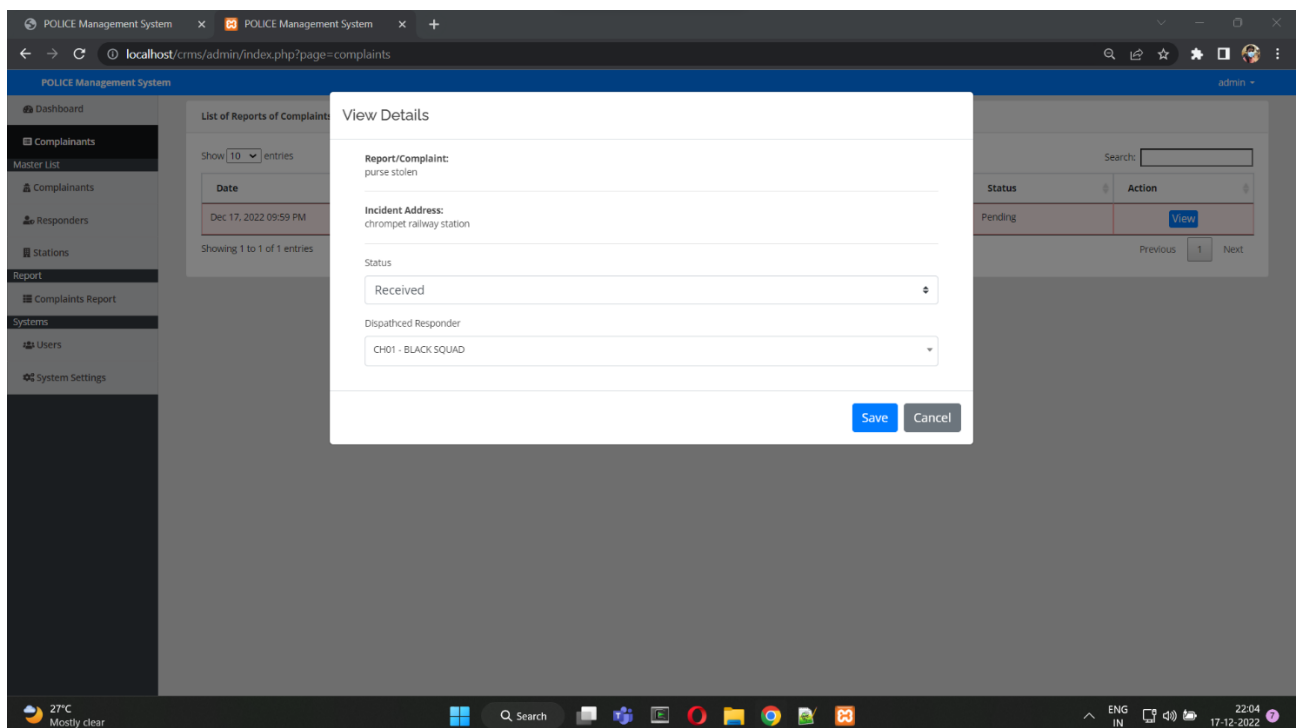 POLICE Management System
POLICE Management System
localhost/crms/admin/index.php?page=complaints
POLICE Management System
admin
Dashboard
Complainants
Master List
Complainants
Responders
Stations
Report
Complaints Report
Systems
Users
System Settings
List of Reports of Complaints
Show 10 entries
Search:
Date
Status
Action
Dec 17, 2022 09:59 PM
Pending
View
Showing 1 to 1 of 1 entries
Previous 1 Next
View Details
Report/Complaint:
purse stolen
Incident Address:
chrompet railway station
Status
Received
Dispathced Responder
CH01 - BLACK SQUAD
Save Cancel
27°C
Mostly clear
Search
ENG
IN
22:04
17-12-2022
7